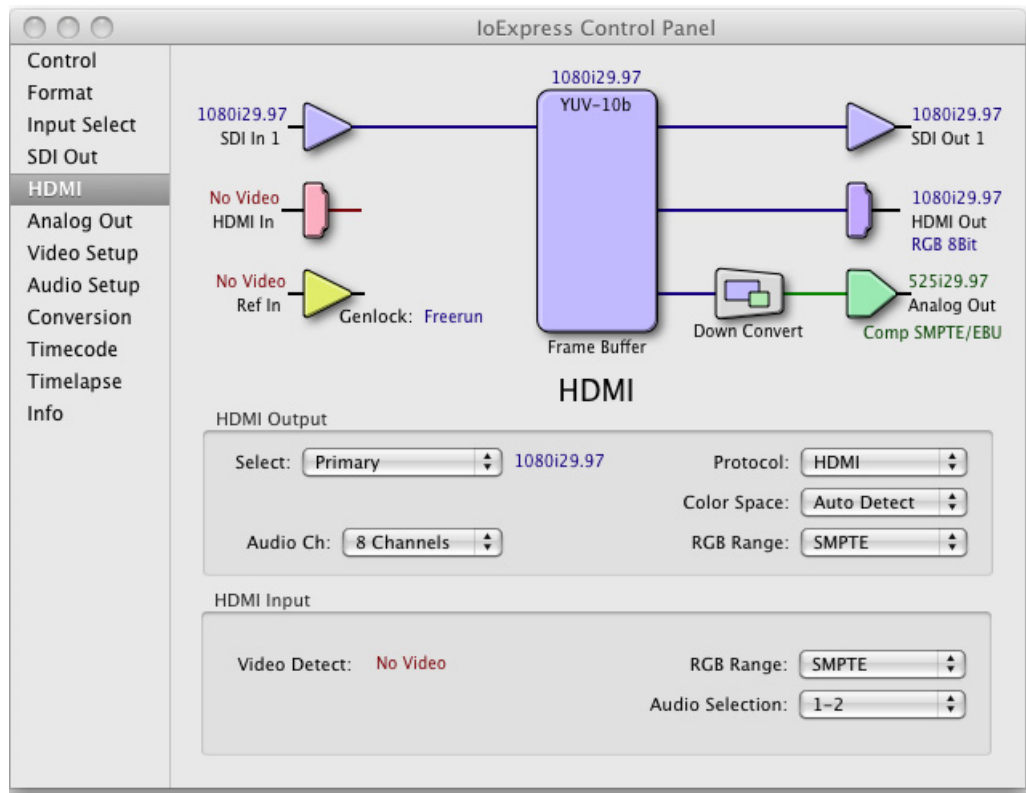 IoExpress Control Panel
Control
Format
Input Select
SDI Out
HDMI
Analog Out
Video Setup
Audio Setup
Conversion
Timecode
Timelapse
Info
1080i29.97
YUV-10b
Frame Buffer
1080i29.97
SDI In 1
No Video
HDMI In
No Video
Ref In
Genlock: Freerun
1080i29.97
SDI Out 1
1080i29.97
HDMI Out
RGB 8Bit
Down Convert
525i29.97
Analog Out
Comp SMPTE/EBU
HDMI
HDMI Output
Select: Primary 1080i29.97 Protocol: HDMI
Color Space: Auto Detect
Audio Ch: 8 Channels RGB Range: SMPTE
HDMI Input
Video Detect: No Video RGB Range: SMPTE
Audio Selection: 1-2